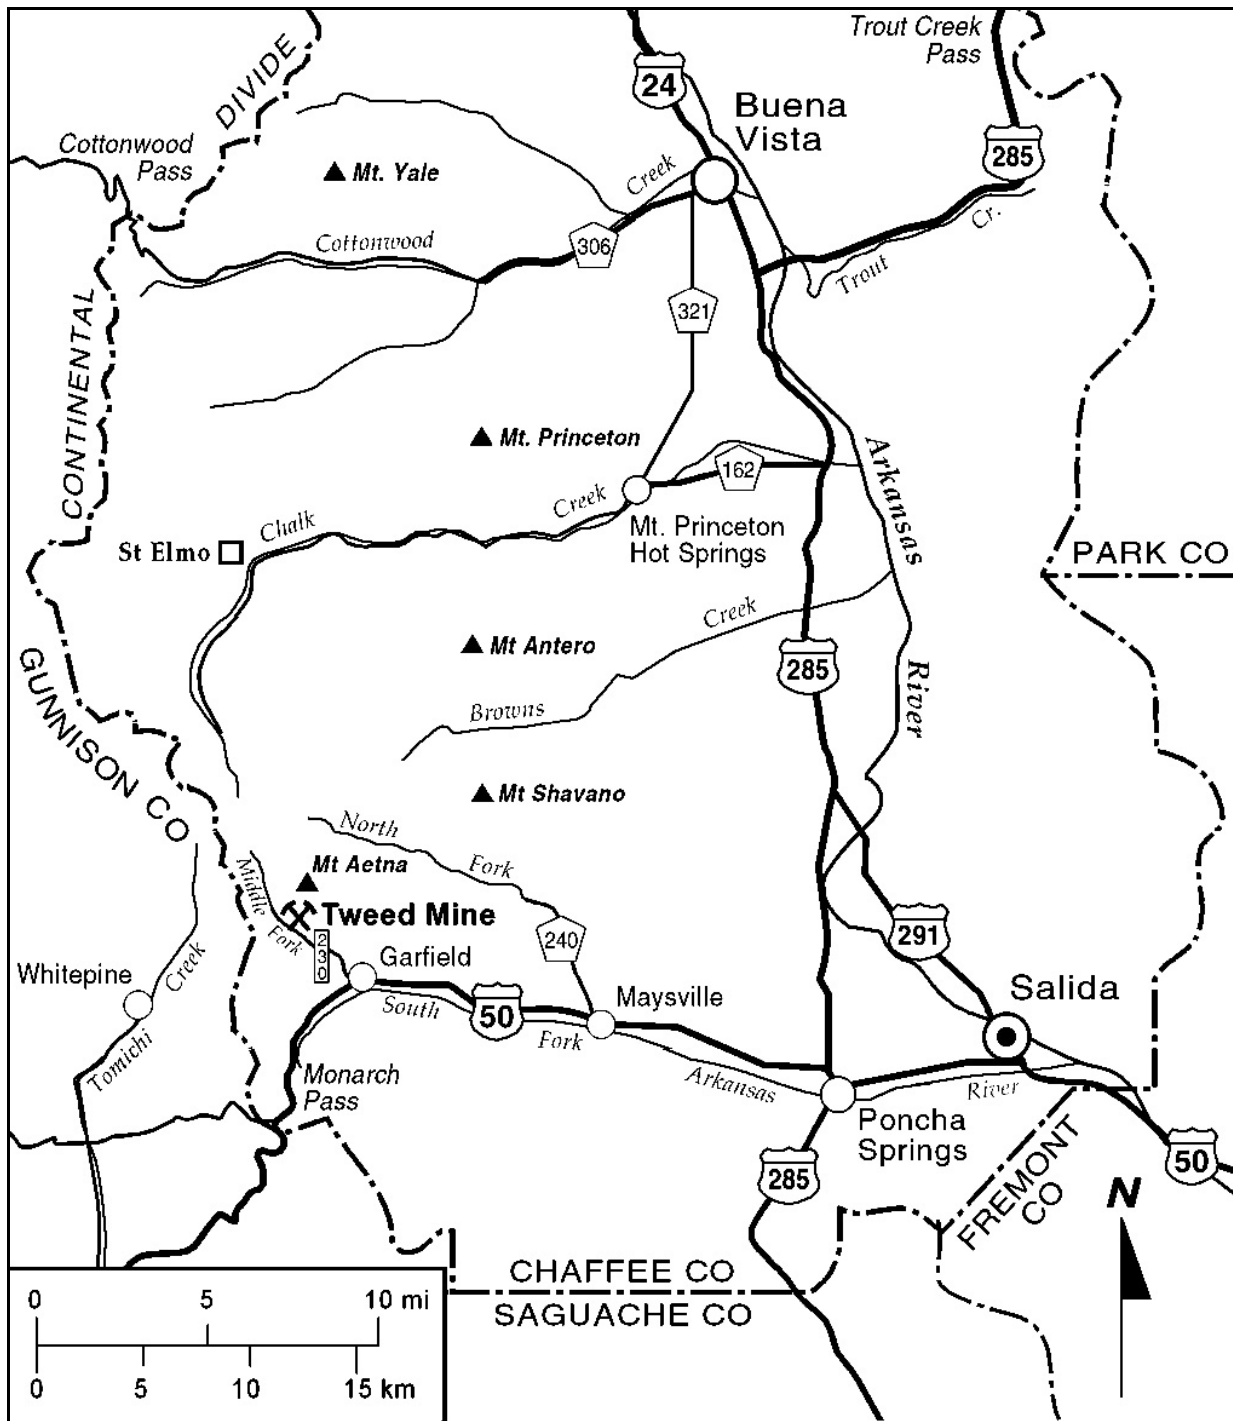 Trout Creek
Pass
24
DIVIDE
Buena
Vista
Cottonwood
Pass
285
Mt. Yale
Creek
Cottonwood
306
Cr.
Trout
321
CONTINENTAL
Mt. Princeton
Arkansas
162
Creek
Chalk
Mt. Princeton
Hot Springs
St Elmo
PARK CO
Creek
Mt Antero
285
River
GUNNISON CO
Browns
Mt Shavano
North
Fork
Mt Aetna
Middle
Fork
Tweed Mine
230
240
291
Whitepine
Creek
Garfield
South
50
Maysville
Fork
Salida
Tomichi
Monarch
Pass
Arkansas
River
Poncha
Springs
285
50
FREMONT
CO
N
CHAFFEE CO
SAGUACHE CO
0 5 10 mi
0 5 10 15 km